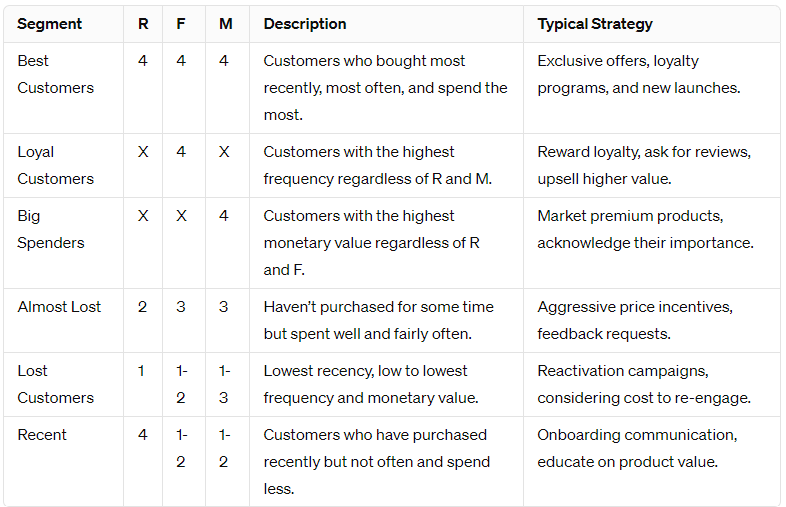 Segment R F M Description Typical Strategy
Best 4 4 4 Customers who bought most Exclusive offers, loyalty
Customers recently, most often, and spend the programs, and new launches.
most.
Loyal X 4 X Customers with the highest Reward loyalty, ask for reviews,
Customers frequency regardless of R and M. upsell higher value.
Big X X 4 Customers with the highest Market premium products,
Spenders monetary value regardless of R acknowledge their importance.
and F.
Almost Lost 2 3 3 Haven’t purchased for some time Aggressive price incentives,
but spent well and fairly often. feedback requests.
Lost 1 1- 1- Lowest recency, low to lowest Reactivation campaigns,
Customers 2 3 frequency and monetary value. considering cost to re-engage.
Recent 4 1- 1- Customers who have purchased Onboarding communication,
2 2 recently but not often and spend educate on product value.
less.